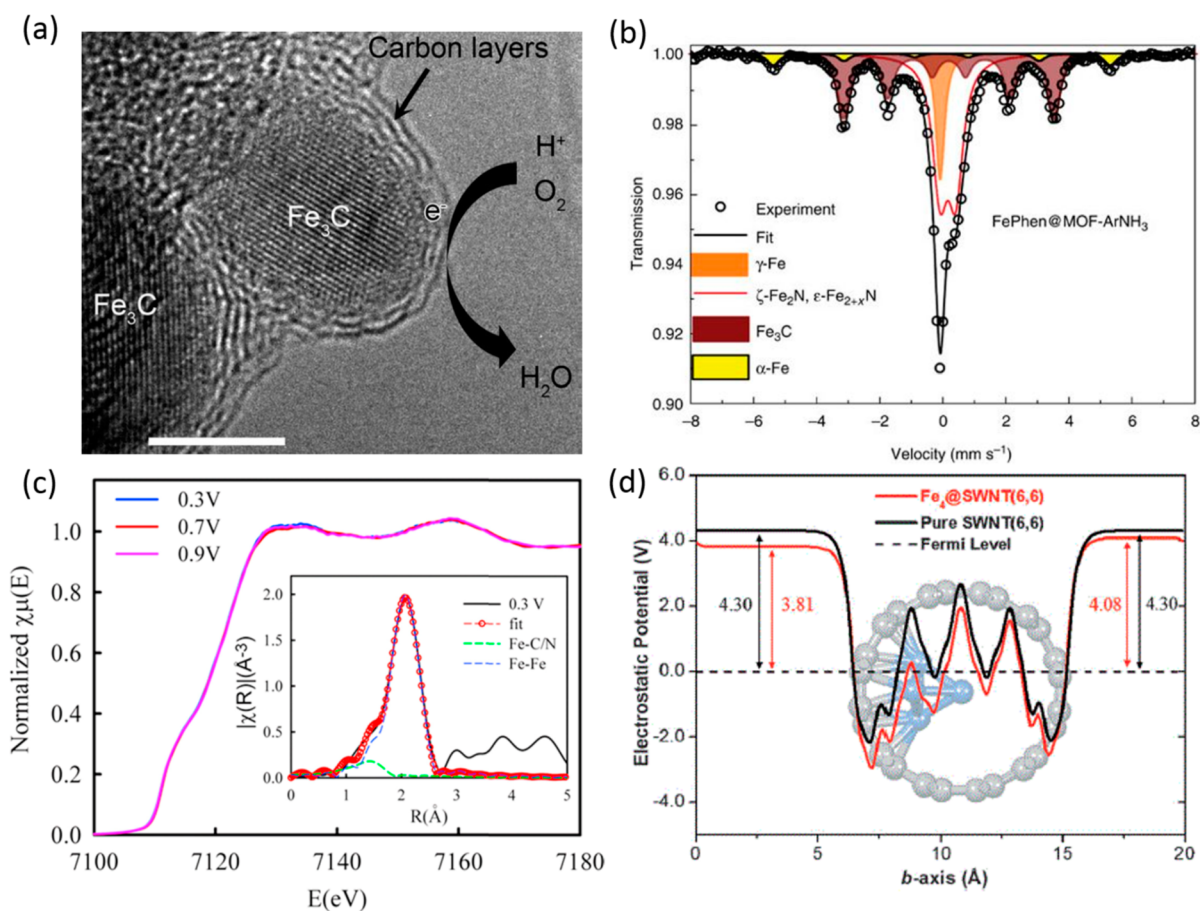 (a)
Carbon layers
H⁺
O₂
Fe₃C
e⁻
Fe₃C
H₂O
(b)
1.00
0.98
0.96
0.94
0.92
0.90
Transmission
Experiment
Fit
γ-Fe
ζ-Fe₂N, ε-Fe₂₊ₓN
Fe₃C
α-Fe
FePhen@MOF-ArNH₃
−8 −6 −4 −2 0 2 4 6 8
Velocity (mm s⁻¹)
(c)
0.3V
0.7V
0.9V
1.0
0.8
0.6
0.4
0.2
0.0
Normalized χμ(E)
7100 7120 7140 7160 7180
E(eV)
2.0
1.5
1.0
0.5
0.0
|χ(R)|(Å-³)
0.3 V
fit
Fe-C/N
Fe-Fe
0 1 2 3 4 5
R(Å)
(d)
6.0
4.0
2.0
0.0
-2.0
-4.0
Electrostatic Potential (V)
Fe₄@SWNT(6,6)
Pure SWNT(6,6)
Fermi Level
4.30
3.81
4.08
4.30
0 5 10 15 20
b-axis (Å)